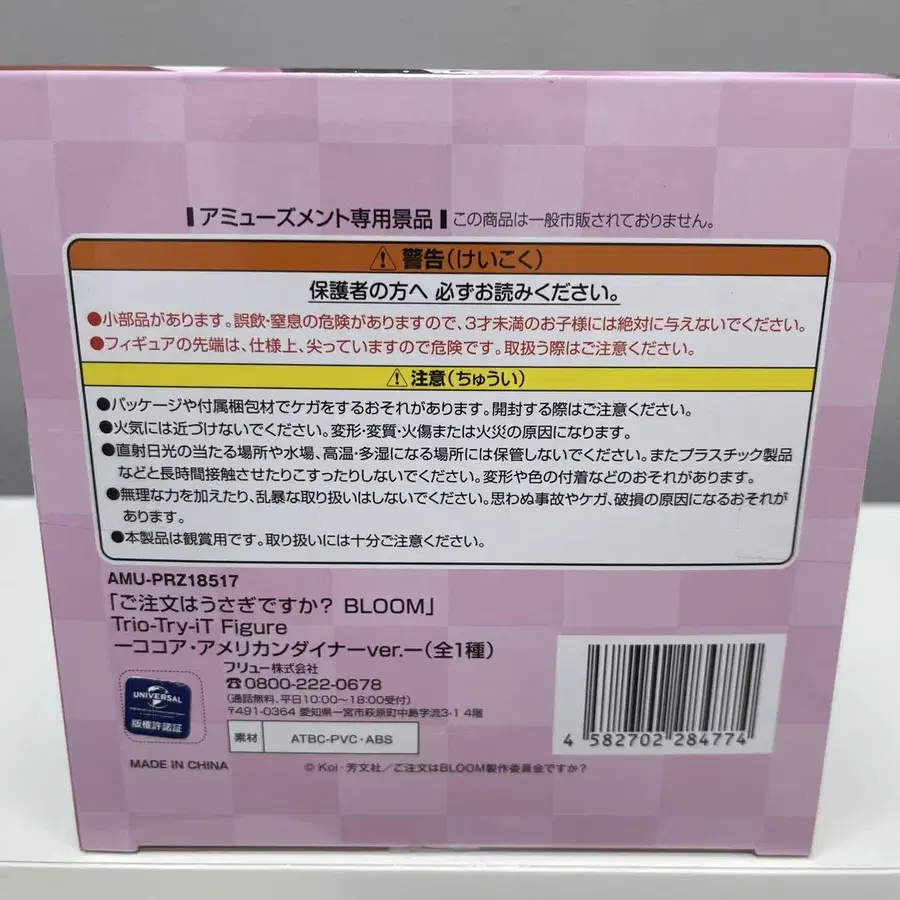 アミューズメント専用景品 この商品は一般市販されておりません。
⚠警告(けいこく)
保護者の方へ 必ずお読みください。
●小部品があります。誤飲・窒息の危険がありますので、3才未満のお子様には絶対に与えないでください。
●フィギュアの先端は、仕様上、尖っていますので危険です。取扱う際はご注意ください。
⚠注意(ちゅうい)
●パッケージや付属梱包材でケガをするおそれがあります。開封する際はご注意ください。
●火気には近づけないでください。変形・変質・火傷または火災の原因になります。
●直射日光の当たる場所や水場、高温・多湿になる場所には保管しないでください。またプラスチック製品
などと長時間接触させたりこすったりしないでください。変形や色の付着などのおそれがあります。
●無理な力を加えたり、乱暴な取り扱いはしないでください。思わぬ事故やケガ、破損の原因になるおそれが
あります。
●本製品は観賞用です。取り扱いには十分ご注意ください。
AMU-PRZ18517
「ご注文はうさぎですか? BLOOM」
Trio-Try-iT Figure
ーココア・アメリカンダイナーver.ー(全1種)
フリュー株式会社
☎0800-222-0678
(通話無料、平日10:00~18:00受付)
〒491-0364 愛知県一宮市萩原町中島字流3-1 4階
UNIVERSAL
版権許諾証
素材 ATBC-PVC・ABS
4 582702 284774
MADE IN CHINA
© Koi・芳文社/ご注文はBLOOM製作委員会ですか?